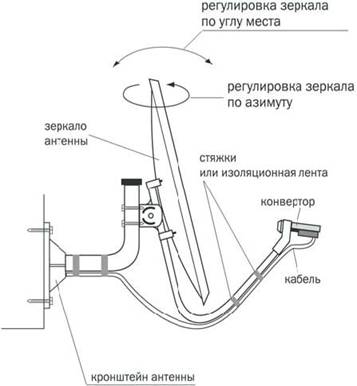 регулировка зеркала
по углу места
регулировка зеркала
по азимуту
зеркало
антенны
стяжки
или изоляционная лента
конвертор
кабель
кронштейн антенны